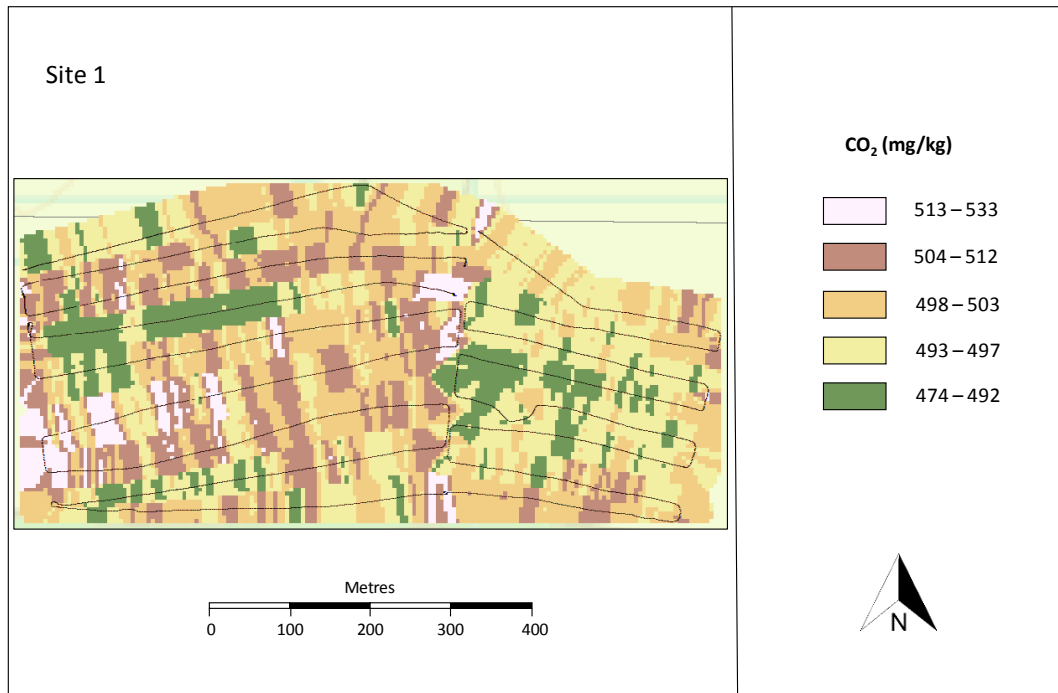 Site 1
CO₂ (mg/kg)
513 – 533
504 – 512
498 – 503
493 – 497
474 – 492
Metres
0 100 200 300 400
N